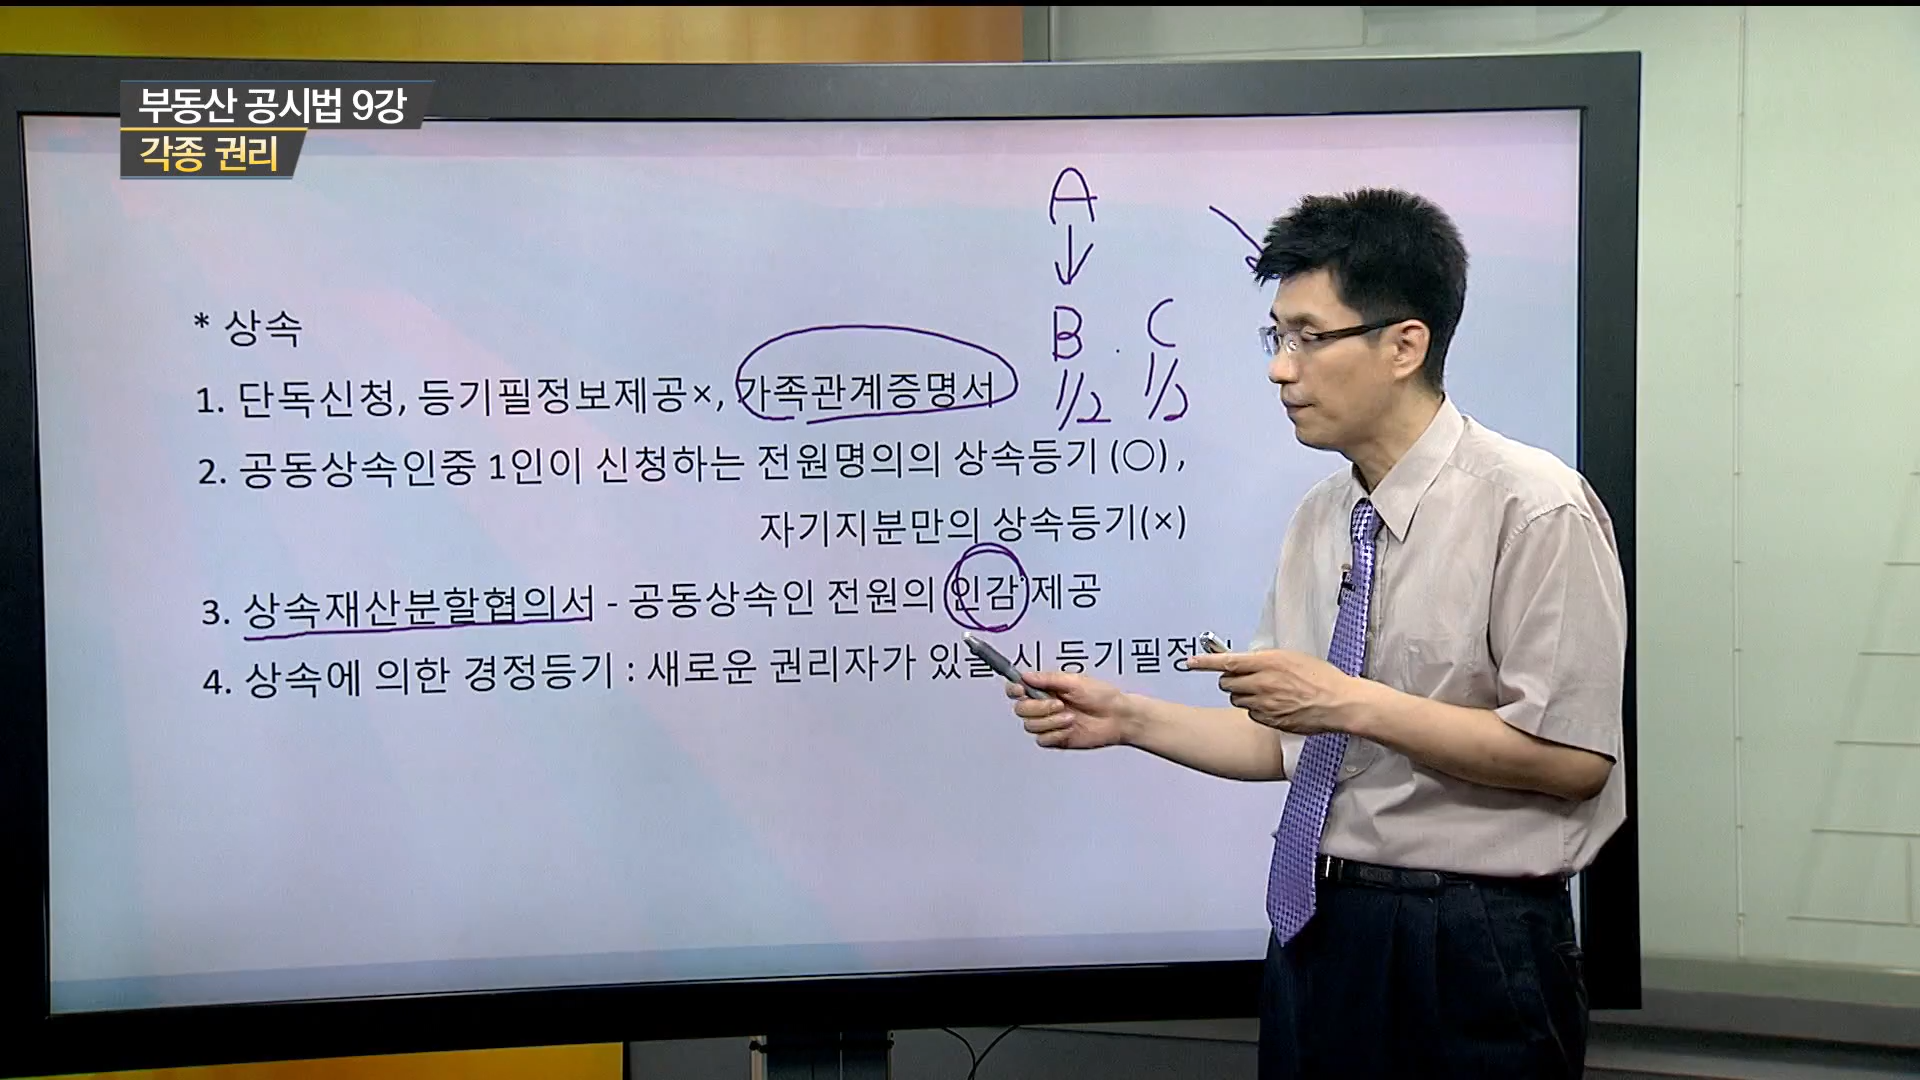 부동산 공시법 9강
각종 권리
A
B . C
1/2 1/2
* 상속
1. 단독신청, 등기필정보제공×, 가족관계증명서
2. 공동상속인중 1인이 신청하는 전원명의의 상속등기 (○) ,
자기지분만의 상속등기(×)
3. 상속재산분할협의서 - 공동상속인 전원의 인감 제공
4. 상속에 의한 경정등기 : 새로운 권리자가 있을 시 등기필정